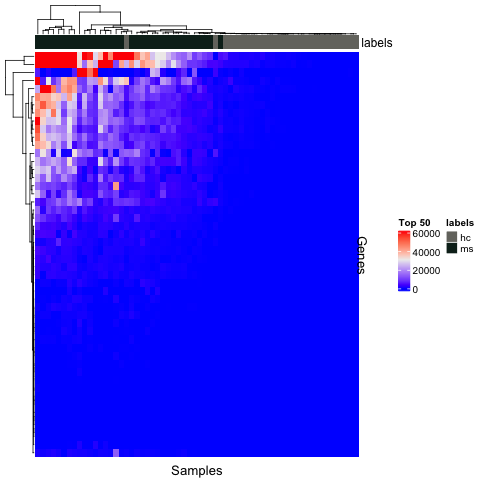 labels
Genes
Samples
Top 50
60000
40000
20000
0
labels
hc
ms